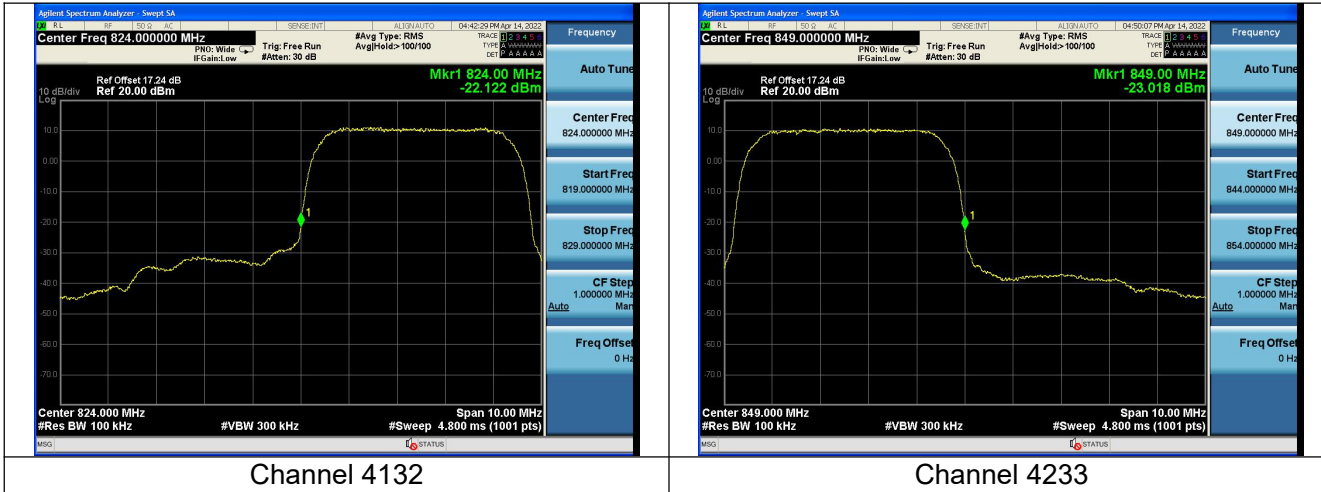 Agilent Spectrum Analyzer - Swept SA
RL RF 50 Ω AC SENSE:INT ALIGNAUTO 04:42:29 PM Apr 14, 2022
Center Freq 824.000000 MHz
PNO: Wide
IFGain:Low
Trig: Free Run
#Atten: 30 dB
#Avg Type: RMS
Avg|Hold:> 100/100
TRACE 1 2 3 4 5 6
TYPE A
DET P A A A A A
Frequency
Ref Offset 17.24 dB
Ref 20.00 dBm
10 dB/div
Log
Mkr1 824.00 MHz
-22.122 dBm
10.0
0.00
-10.0
-20.0
-30.0
-40.0
-50.0
-60.0
-70.0
1
Center 824.000 MHz
Span 10.00 MHz
#Res BW 100 kHz
#VBW 300 kHz
#Sweep 4.800 ms (1001 pts)
MSG
STATUS
Auto Tune
Center Freq
824.000000 MHz
Start Freq
819.000000 MHz
Stop Freq
829.000000 MHz
CF Step
1.000000 MHz
Auto Man
Freq Offset
0 Hz
Channel 4132
Agilent Spectrum Analyzer - Swept SA
RL RF 50 Ω AC SENSE:INT ALIGNAUTO 04:50:07 PM Apr 14, 2022
Center Freq 849.000000 MHz
PNO: Wide
IFGain:Low
Trig: Free Run
#Atten: 30 dB
#Avg Type: RMS
Avg|Hold:> 100/100
TRACE 1 2 3 4 5 6
TYPE A
DET P A A A A A
Frequency
Ref Offset 17.24 dB
Ref 20.00 dBm
10 dB/div
Log
Mkr1 849.00 MHz
-23.018 dBm
10.0
0.00
-10.0
-20.0
-30.0
-40.0
-50.0
-60.0
-70.0
1
Center 849.000 MHz
Span 10.00 MHz
#Res BW 100 kHz
#VBW 300 kHz
#Sweep 4.800 ms (1001 pts)
MSG
STATUS
Auto Tune
Center Freq
849.000000 MHz
Start Freq
844.000000 MHz
Stop Freq
854.000000 MHz
CF Step
1.000000 MHz
Auto Man
Freq Offset
0 Hz
Channel 4233